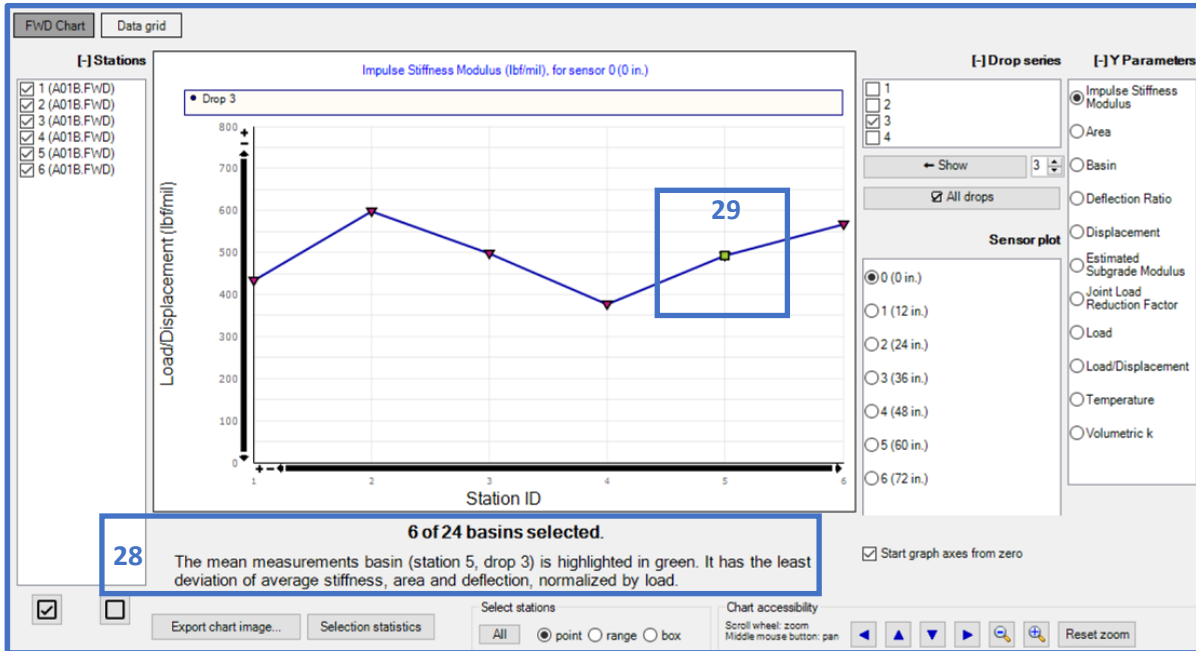 FWD Chart
Data grid
[-] Stations
1 (A01B.FWD)
2 (A01B.FWD)
3 (A01B.FWD)
4 (A01B.FWD)
5 (A01B.FWD)
6 (A01B.FWD)
Impulse Stiffness Modulus (lbf/mil), for sensor 0 (0 in.)
Drop 3
Load/Displacement (lbf/mil)
800
700
600
500
400
300
200
100
0
+
−
+ −
1 2 3 4 5 6
Station ID
29
[-] Drop series
1
2
3
4
← Show
3
All drops
Sensor plot
0 (0 in.)
1 (12 in.)
2 (24 in.)
3 (36 in.)
4 (48 in.)
5 (60 in.)
6 (72 in.)
[-] Y Parameters
Impulse Stiffness
Modulus
Area
Basin
Deflection Ratio
Displacement
Estimated
Subgrade Modulus
Joint Load
Reduction Factor
Load
Load/Displacement
Temperature
Volumetric k
28
6 of 24 basins selected.
The mean measurements basin (station 5, drop 3) is highlighted in green. It has the least
deviation of average stiffness, area and deflection, normalized by load.
Start graph axes from zero
Export chart image...
Selection statistics
Select stations
All
point
range
box
Chart accessibility
Scroll wheel: zoom
Middle mouse button: pan
Reset zoom